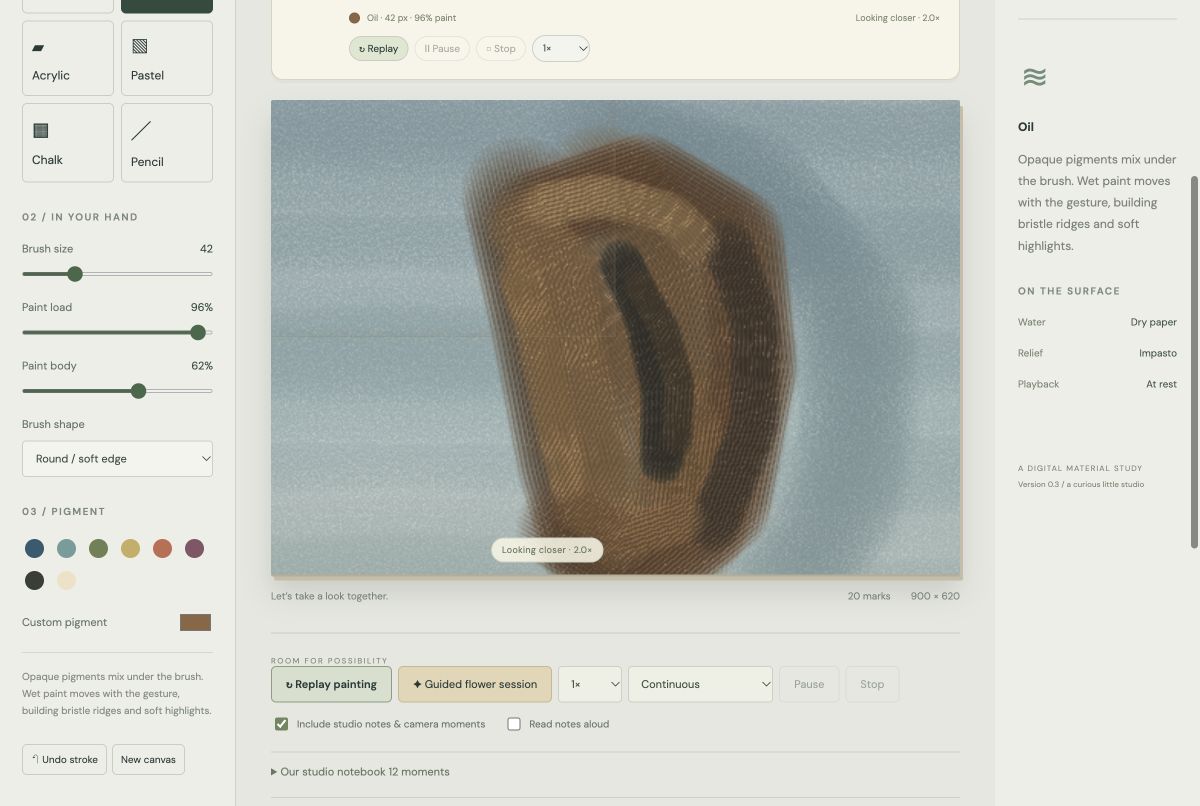 Acrylic
Pastel
Chalk
Pencil
02 / IN YOUR HAND
Brush size 42
Paint load 96%
Paint body 62%
Brush shape
Round / soft edge
03 / PIGMENT
Custom pigment
Opaque pigments mix under the brush.
Wet paint moves with the gesture,
building bristle ridges and soft highlights.
Undo stroke
New canvas
Oil · 42 px · 96% paint
Looking closer · 2.0×
↻ Replay
II Pause
▫ Stop
1×
Looking closer · 2.0×
Let's take a look together.
20 marks 900 × 620
ROOM FOR POSSIBILITY
↻ Replay painting
✦ Guided flower session
1×
Continuous
Pause
Stop
Include studio notes & camera moments
Read notes aloud
▶ Our studio notebook 12 moments
Oil
Opaque pigments mix under
the brush. Wet paint moves
with the gesture, building
bristle ridges and soft
highlights.
ON THE SURFACE
Water Dry paper
Relief Impasto
Playback At rest
A DIGITAL MATERIAL STUDY
Version 0.3 / a curious little studio